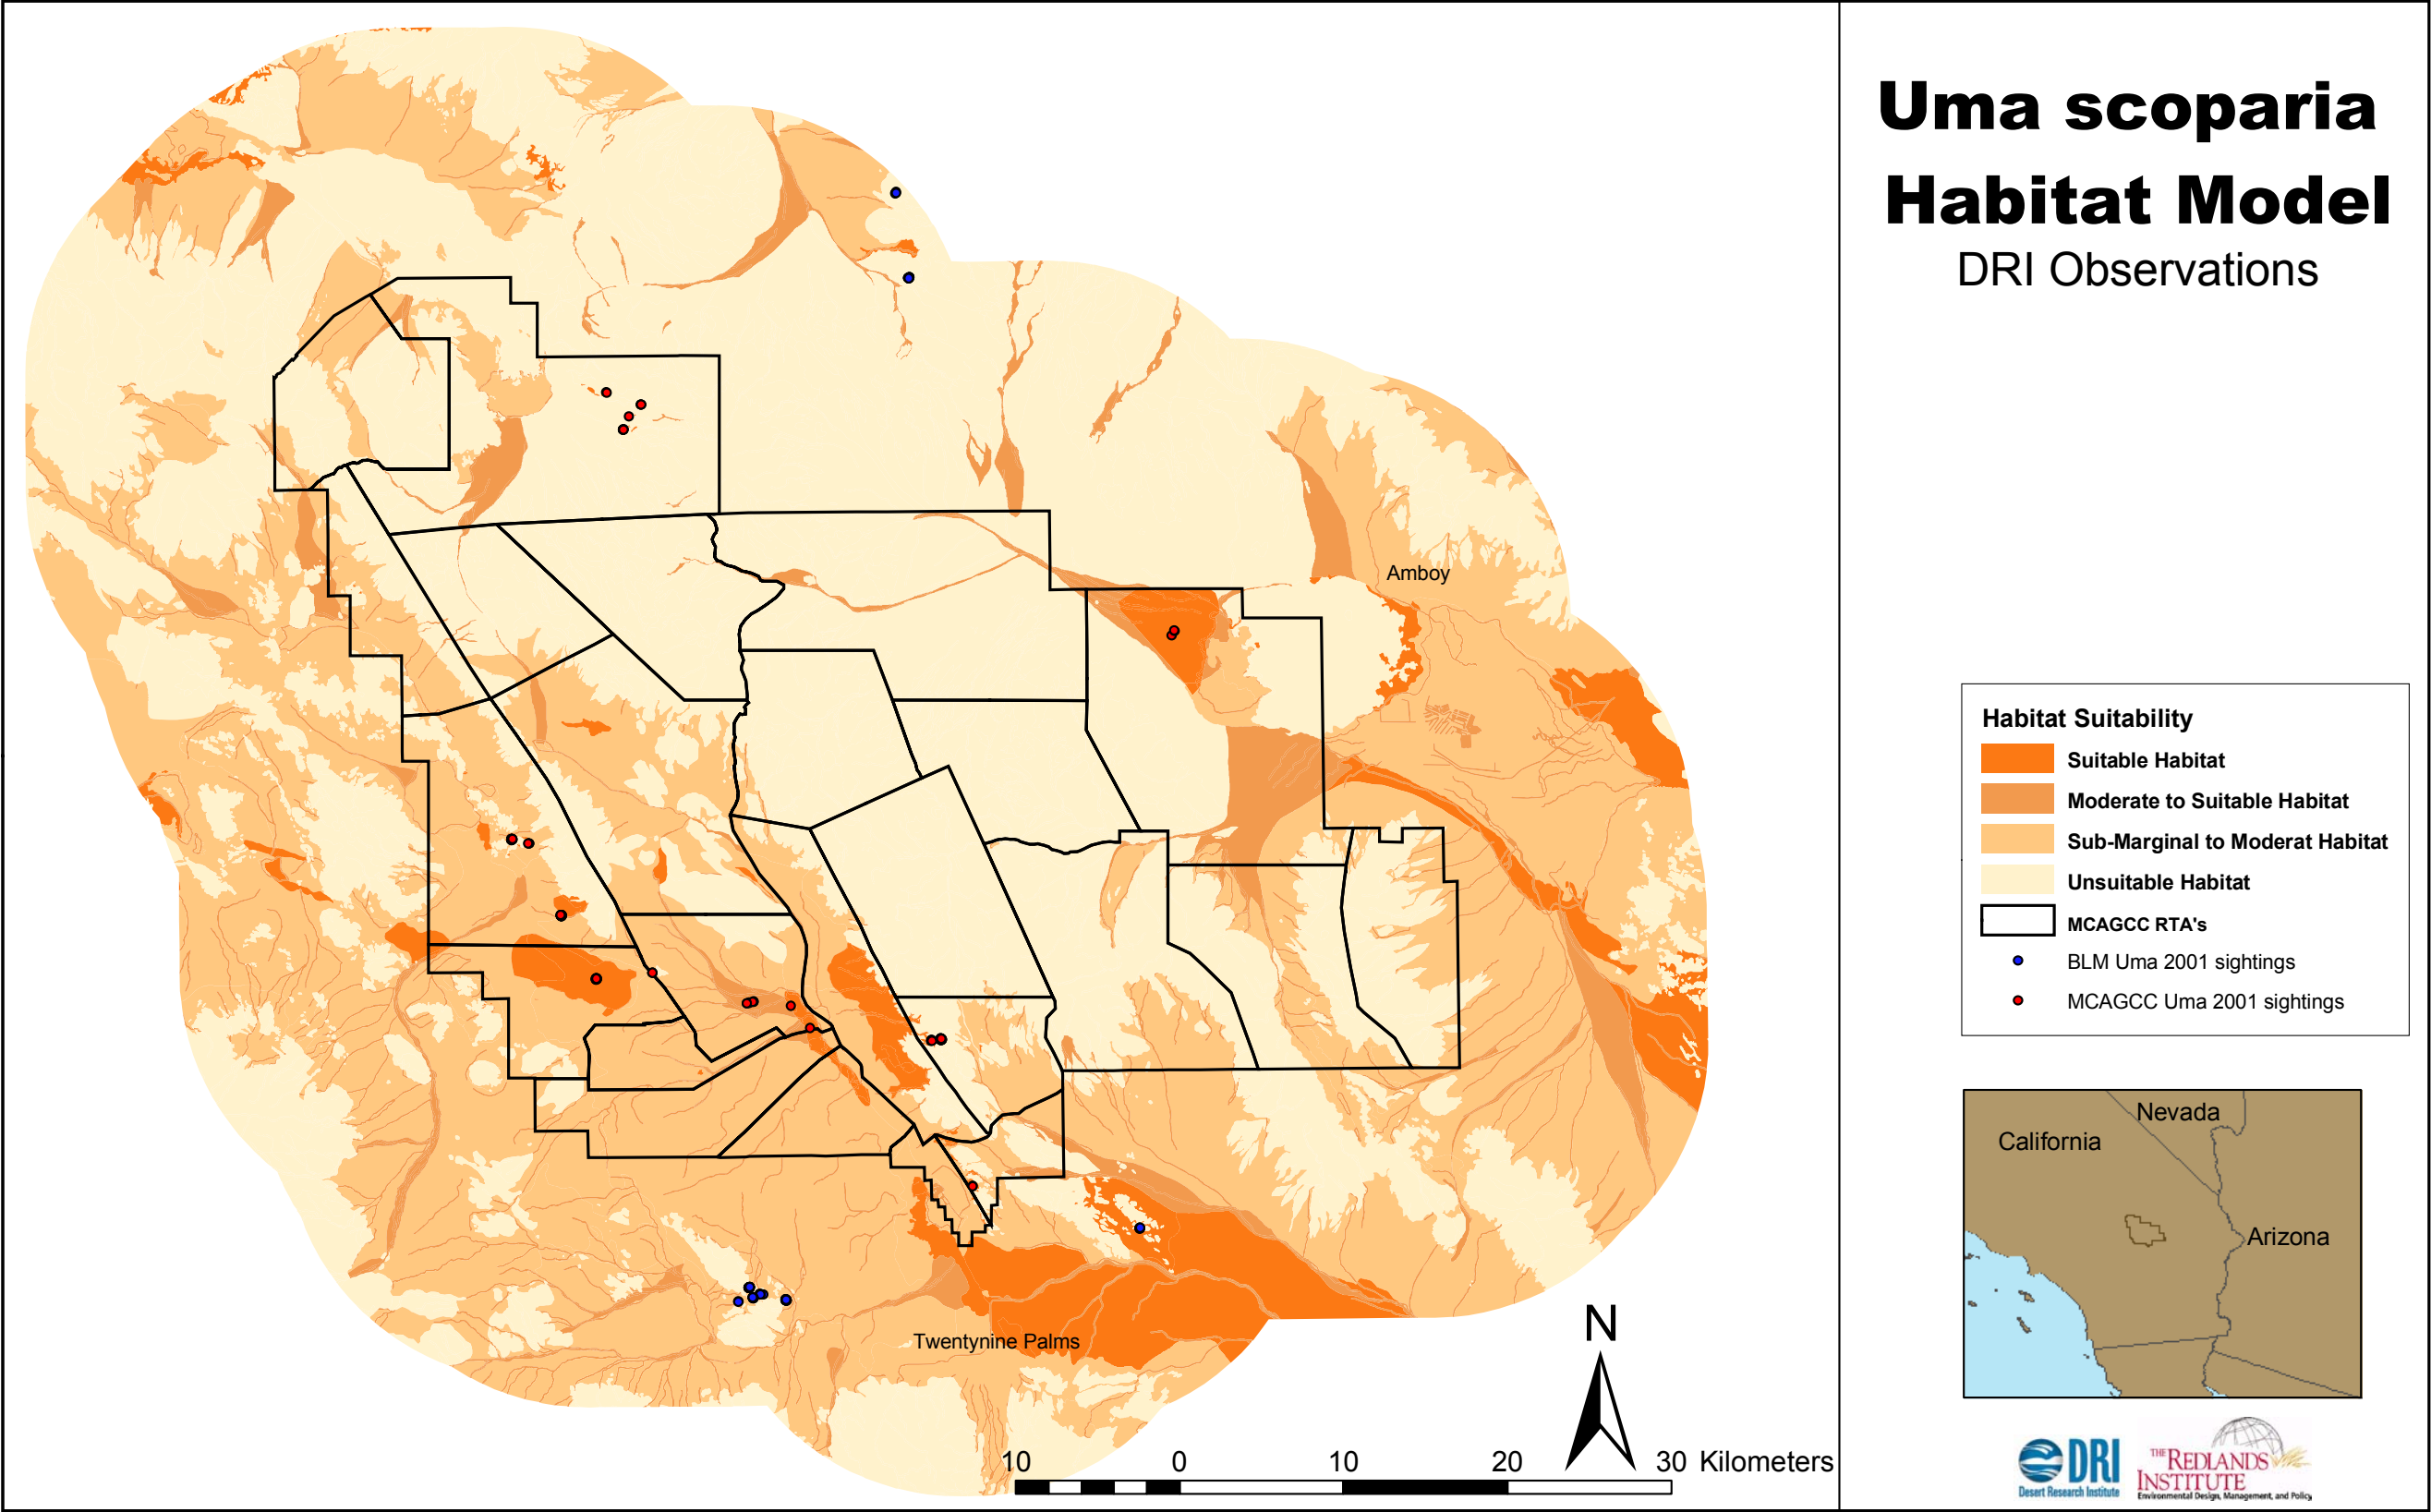 Uma scoparia
Habitat Model
DRI Observations
Amboy
Twentynine Palms
Habitat Suitability
Suitable Habitat
Moderate to Suitable Habitat
Sub-Marginal to Moderat Habitat
Unsuitable Habitat
MCAGCC RTA's
BLM Uma 2001 sightings
MCAGCC Uma 2001 sightings
Nevada
California
Arizona
N
10 0 10 20 30 Kilometers
DRI
Desert Research Institute
THE REDLANDS
INSTITUTE
Environmental Design, Management, and Policy